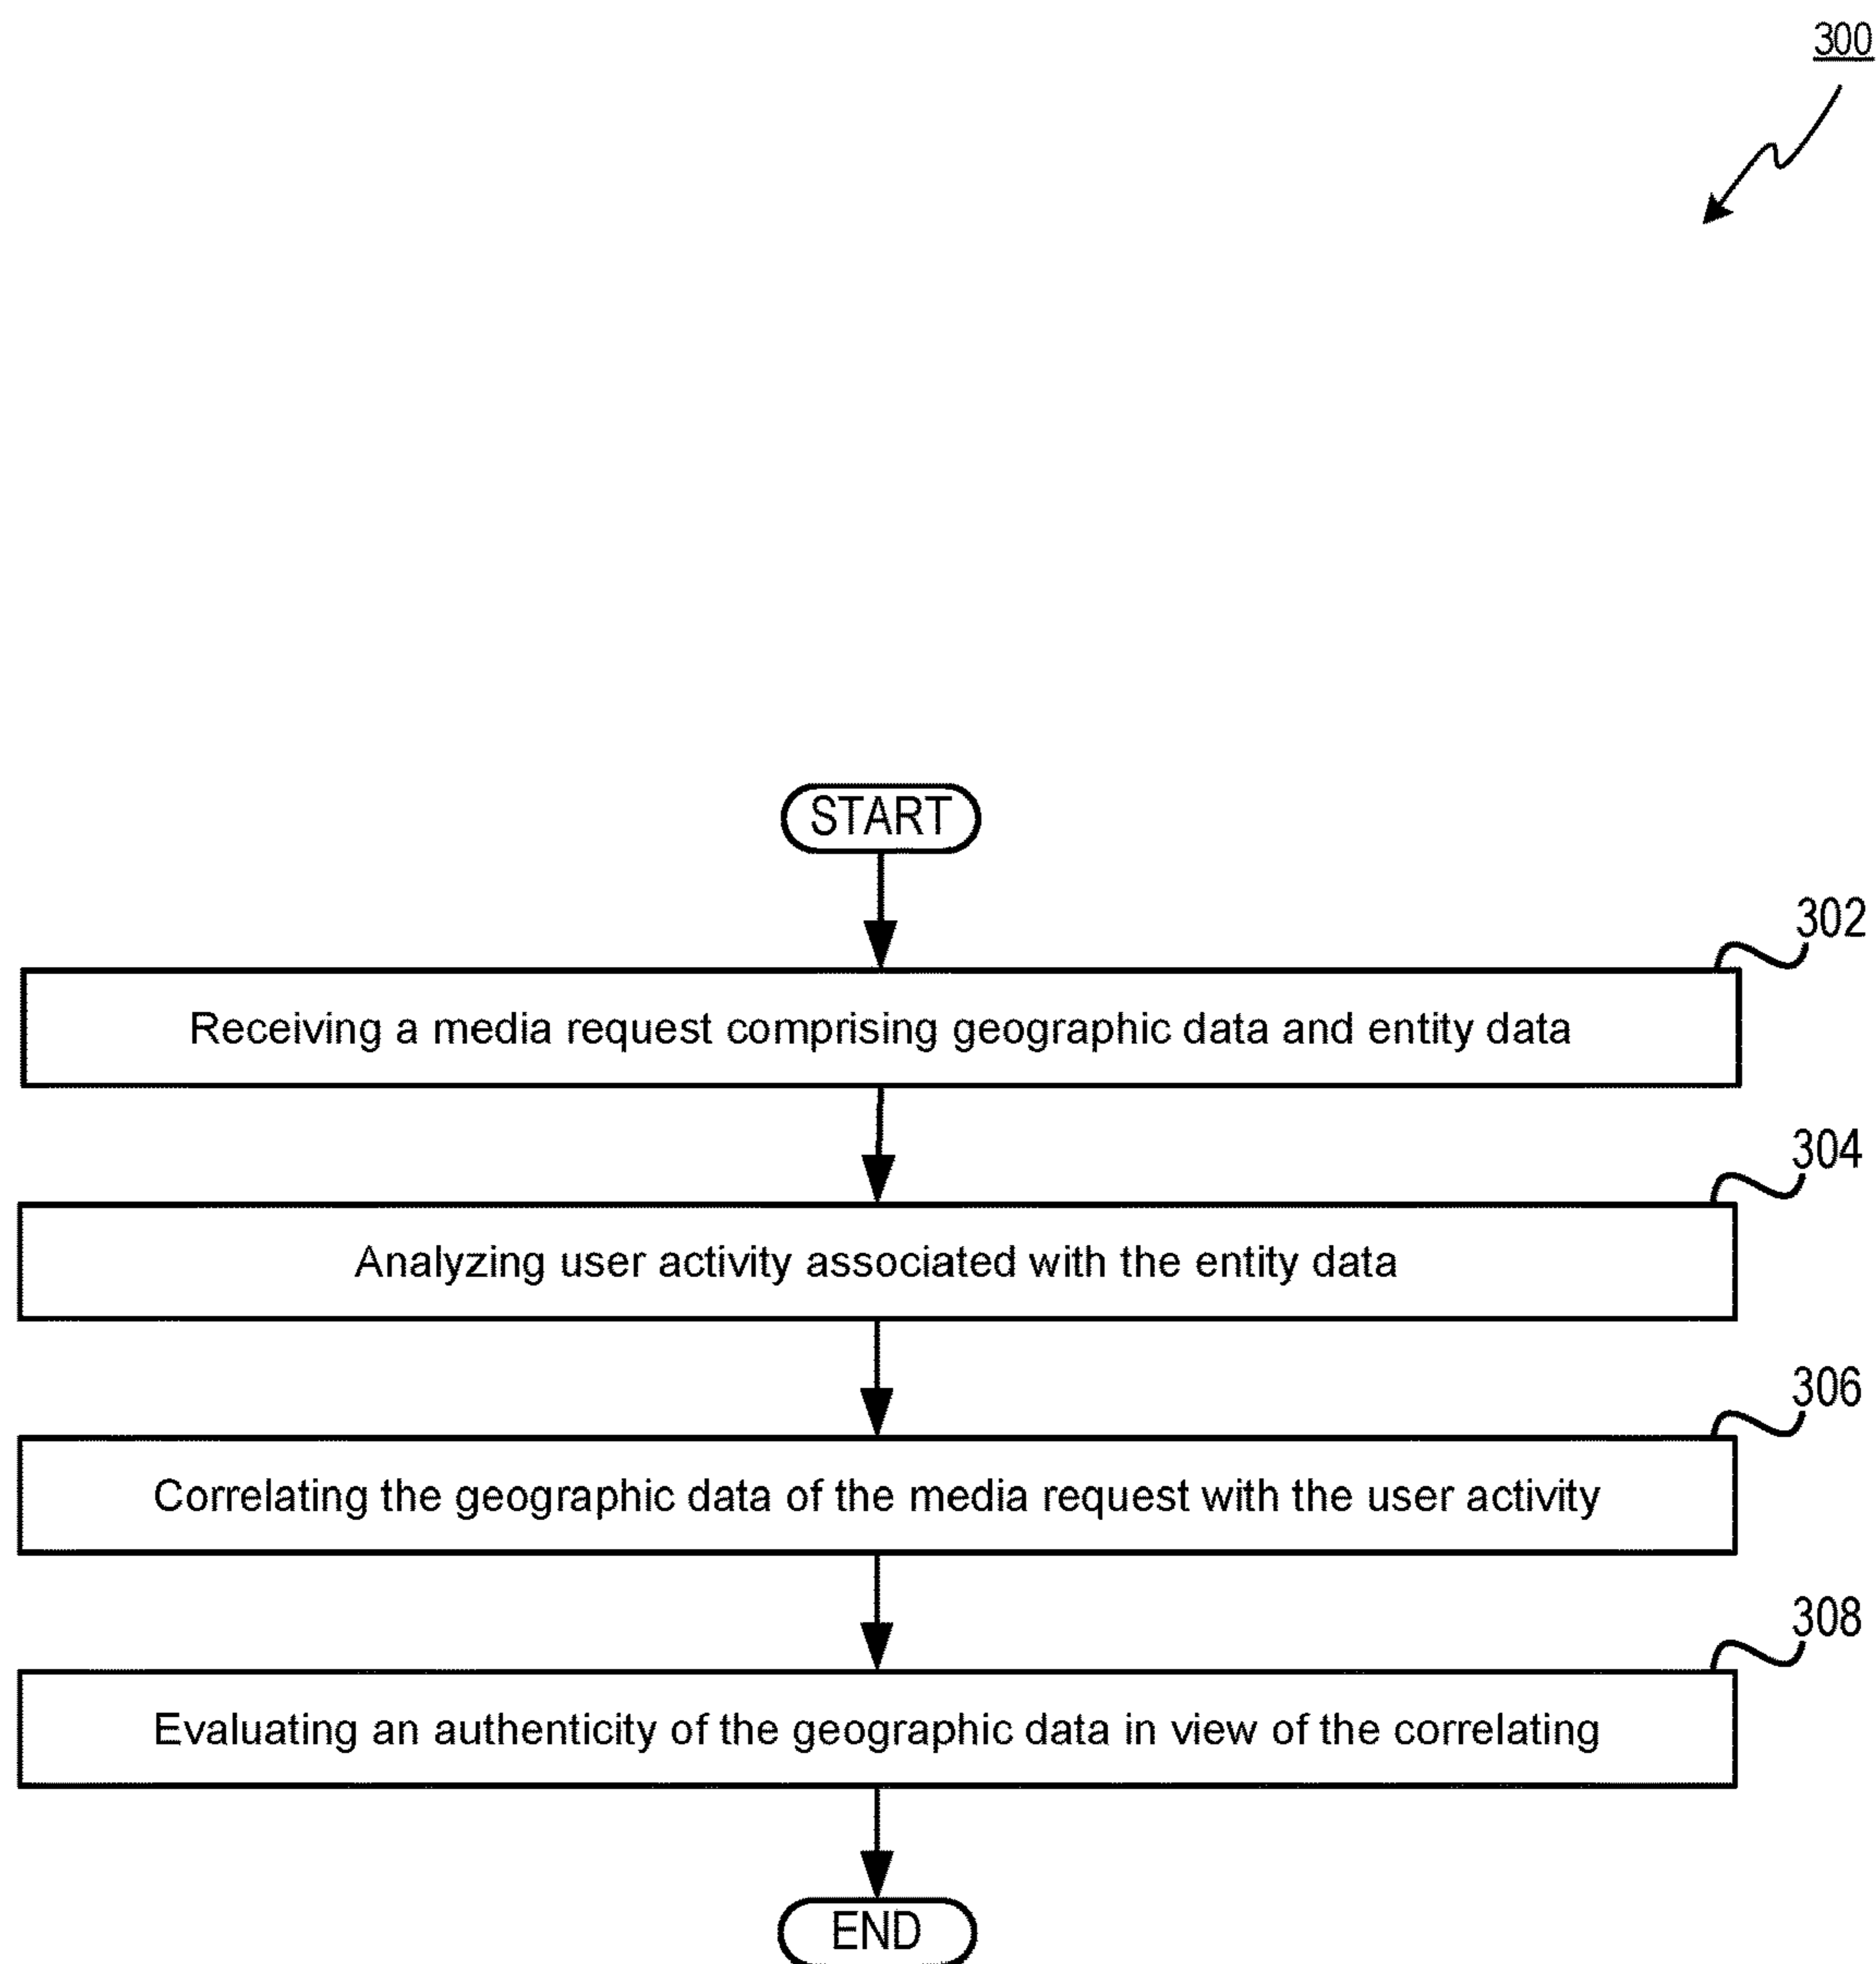 300
START
302
Receiving a media request comprising geographic data and entity data
304
Analyzing user activity associated with the entity data
306
Correlating the geographic data of the media request with the user activity
308
Evaluating an authenticity of the geographic data in view of the correlating
END